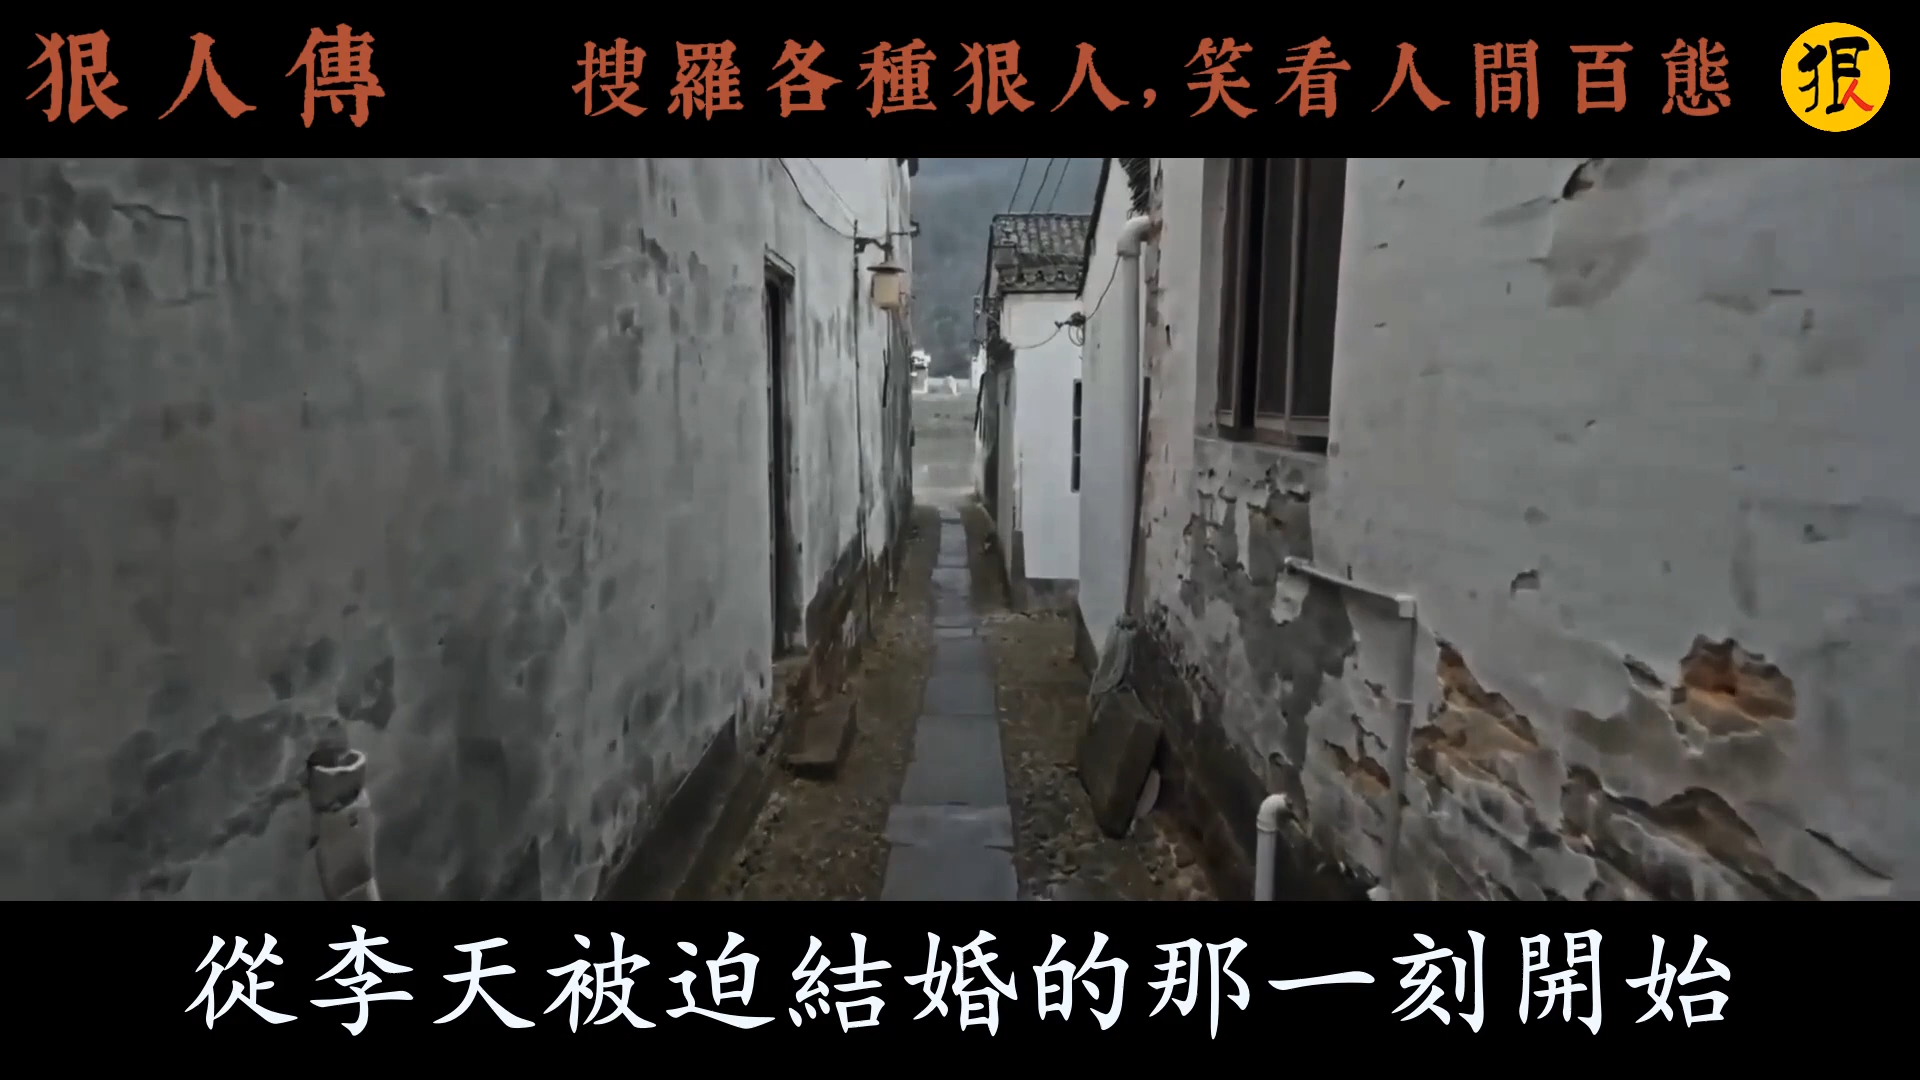 狠人傳
搜羅各種狠人,笑看人間百態
狠人
從李天被迫結婚的那一刻開始